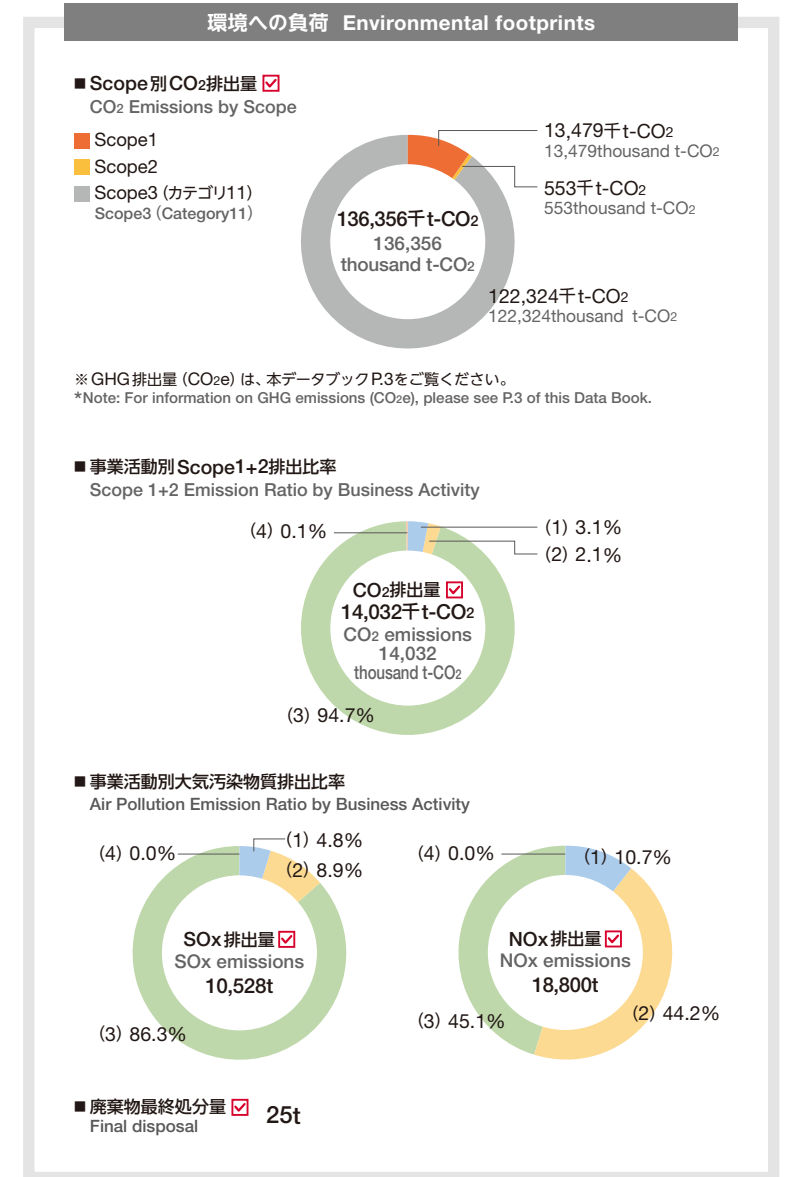 環境への負荷 Environmental footprints
■ Scope別CO2排出量 ☑
CO2 Emissions by Scope
Scope1
Scope2
Scope3（カテゴリ11）
Scope3（Category11）
13,479千t-CO2
13,479thousand t-CO2
553千t-CO2
553thousand t-CO2
136,356千t-CO2
136,356
thousand t-CO2
122,324千t-CO2
122,324thousand t-CO2
※GHG排出量（CO2e）は、本データブックP.3をご覧ください。
*Note: For information on GHG emissions (CO2e), please see P.3 of this Data Book.
■ 事業活動別Scope1+2排出比率
Scope 1+2 Emission Ratio by Business Activity
（4）0.1%
（1）3.1%
（2）2.1%
CO2排出量 ☑
14,032千t-CO2
CO2 emissions
14,032
thousand t-CO2
（3）94.7%
■ 事業活動別大気汚染物質排出比率
Air Pollution Emission Ratio by Business Activity
（4）0.0%
（1）4.8%
（2）8.9%
SOx排出量 ☑
SOx emissions
10,528t
（3）86.3%
（4）0.0%
（1）10.7%
NOx排出量 ☑
NOx emissions
18,800t
（2）44.2%
（3）45.1%
■ 廃棄物最終処分量 ☑ 25t
Final disposal